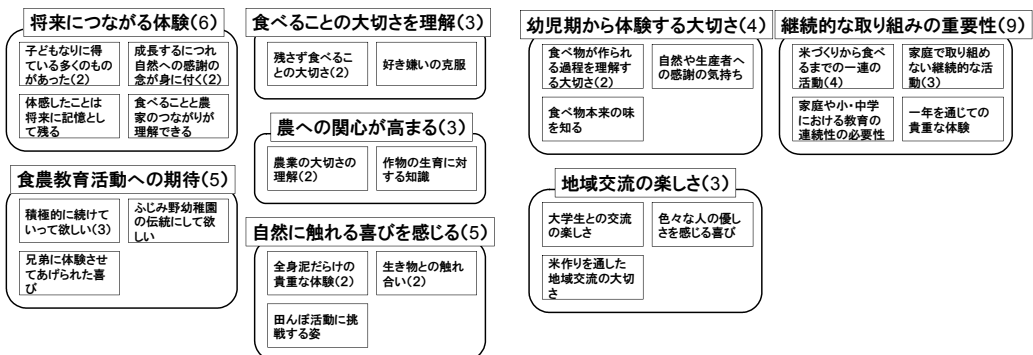 将来につながる体験(6)
子どもなりに得
ている多くのもの
があった(2)
成長するにつれ
自然への感謝の
念が身に付く(2)
体感したことは
将来に記憶とし
て残る
食べることと農
家のつながりが
理解できる
食農教育活動への期待(5)
積極的に続けて
いって欲しい(3)
ふじみ野幼稚園
の伝統にして欲
しい
兄弟に体験させ
てあげられた喜
び
食べることの大切さを理解(3)
残さず食べるこ
との大切さ(2)
好き嫌いの克服
農への関心が高まる(3)
農業の大切さの
理解(2)
作物の生育に対
する知識
自然に触れる喜びを感じる(5)
全身泥だらけの
貴重な体験(2)
生き物との触れ
合い(2)
田んぼ活動に挑
戦する姿
幼児期から体験する大切さ(4)
食べ物が作られ
る過程を理解す
る大切さ(2)
自然や生産者へ
の感謝の気持ち
食べ物本来の味
を知る
地域交流の楽しさ(3)
大学生との交流
の楽しさ
色々な人の優し
さを感じる喜び
米作りを通した
地域交流の大切
さ
継続的な取り組みの重要性(9)
米づくりから食べ
るまでの一連の
活動(4)
家庭で取り組め
ない継続的な活
動(3)
家庭や小・中学
における教育の
連続性の必要性
一年を通じての
貴重な体験